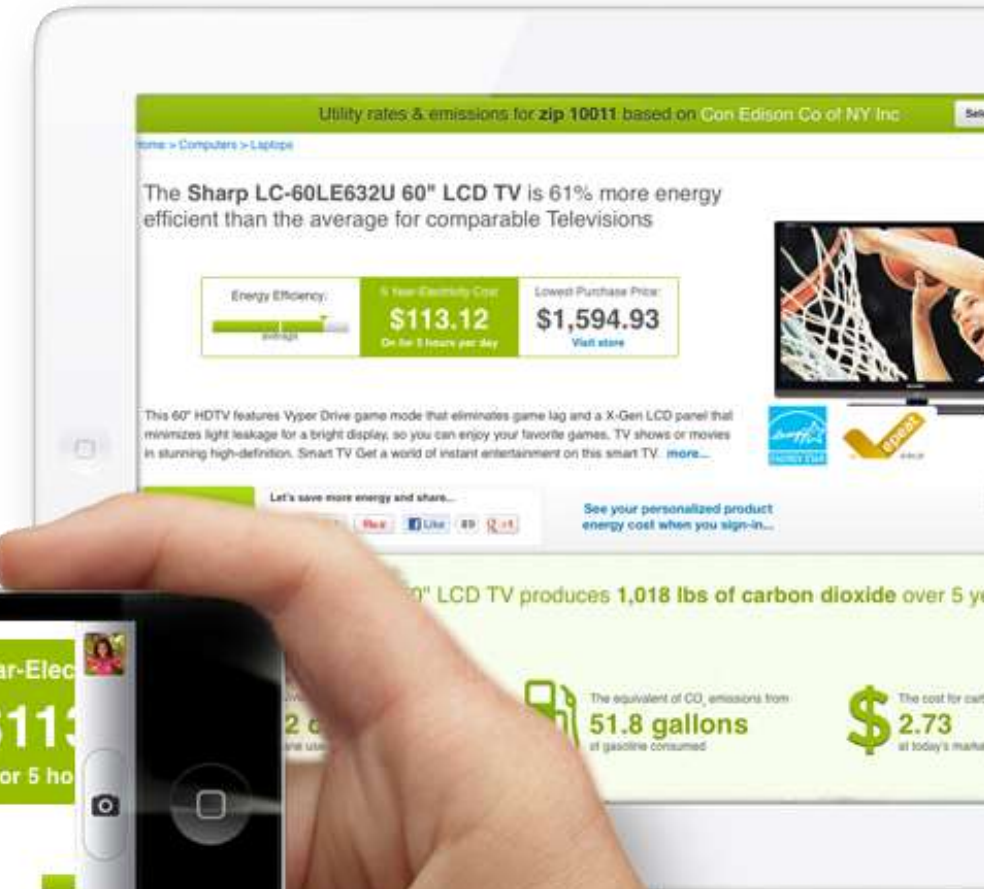 Utility rates & emissions for zip 10011 based on Con Edison Co of NY Inc
Sele
Home > Computers > Laptops
The Sharp LC-60LE632U 60" LCD TV is 61% more energy
efficient than the average for comparable Televisions
Energy Efficiency:
average
5 Year-Electricity Cost
$113.12
On for 5 hours per day
Lowest Purchase Price:
$1,594.93
Visit store
This 60" HDTV features Vyper Drive game mode that eliminates game lag and a X-Gen LCD panel that
minimizes light leakage for a bright display, so you can enjoy your favorite games, TV shows or movies
in stunning high-definition. Smart TV Get a world of instant entertainment on this smart TV. more...
ENERGY STAR
epeat
GOLD
Let's save more energy and share...
Like
89
+1
See your personalized product
energy cost when you sign-in...
0" LCD TV produces 1,018 lbs of carbon dioxide over 5 ye
The equivalent of CO₂ emissions from
51.8 gallons
of gasoline consumed
$
The cost for carb
2.73
at today's marke
ar-Elec
$113
or 5 ho